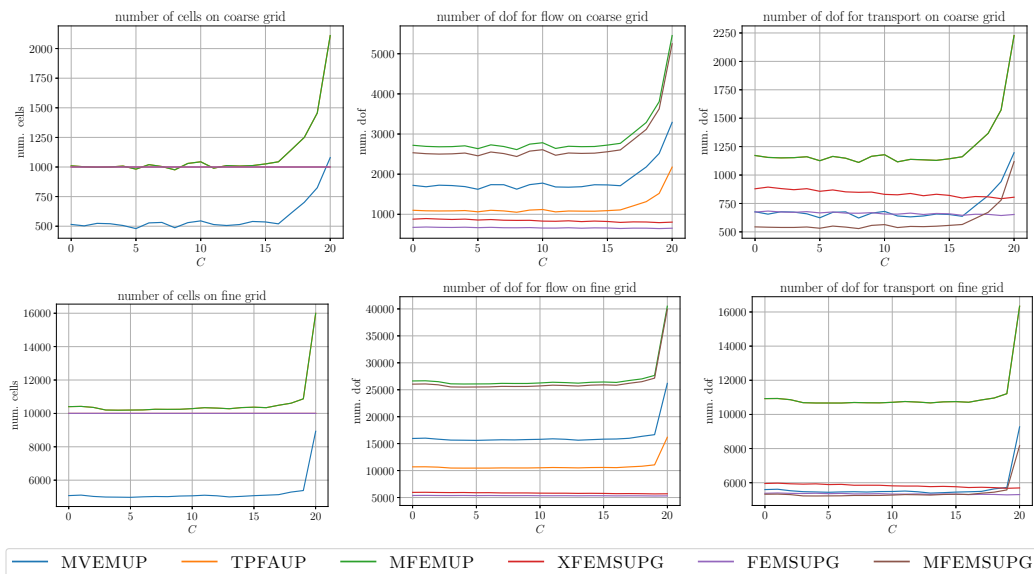 number of cells on coarse grid
number of dof for flow on coarse grid
number of dof for transport on coarse grid
num. cells
2000
1750
1500
1250
1000
750
500
0 5 10 15 20
C
num. dof
5000
4000
3000
2000
1000
0 5 10 15 20
C
num. dof
2250
2000
1750
1500
1250
1000
750
500
0 5 10 15 20
C
number of cells on fine grid
number of dof for flow on fine grid
number of dof for transport on fine grid
num. cells
16000
14000
12000
10000
8000
6000
0 5 10 15 20
C
num. dof
40000
35000
30000
25000
20000
15000
10000
5000
0 5 10 15 20
C
num. dof
16000
14000
12000
10000
8000
6000
0 5 10 15 20
C
MVEMUP TPFAUP MFEMUP XFEMSUPG FEMSUPG MFEMSUPG